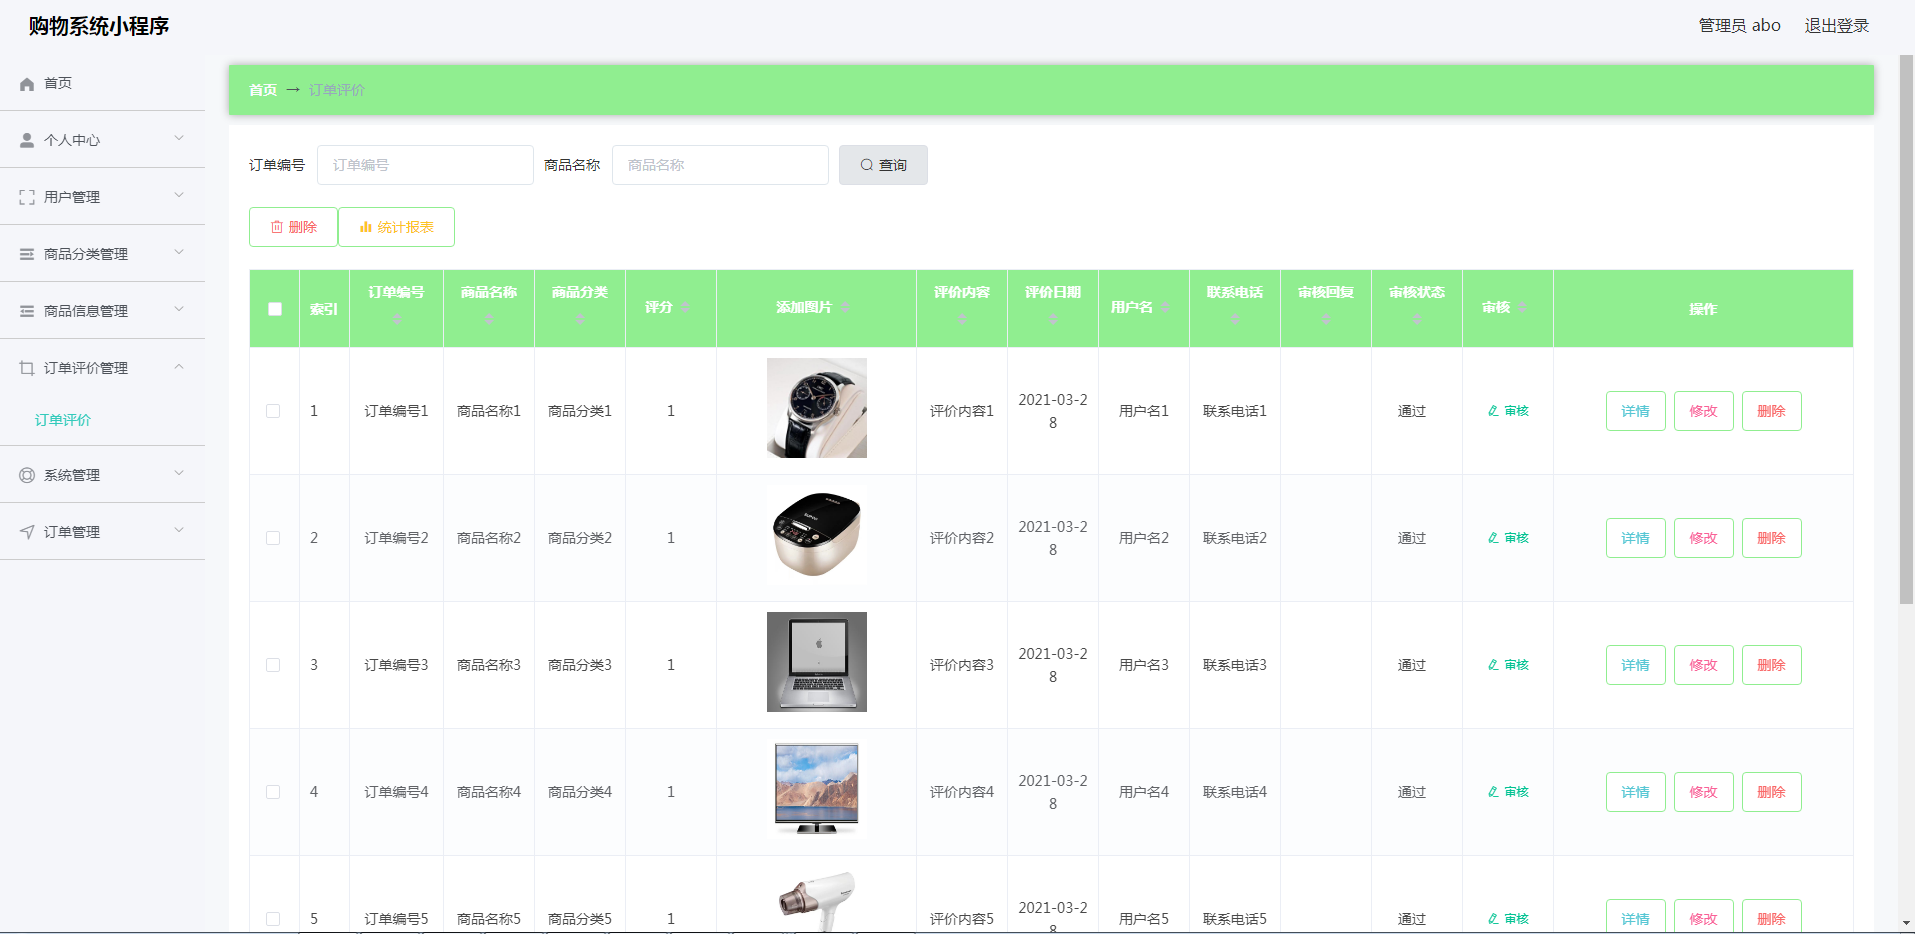 购物系统小程序
管理员 abo 退出登录
首页
个人中心
用户管理
商品分类管理
商品信息管理
订单评价管理
订单评价
系统管理
订单管理
首页 → 订单评价
订单编号 订单编号 商品名称 商品名称 查询
删除 统计报表
索引 订单编号 商品名称 商品分类 评分 添加图片 评价内容 评价日期 用户名 联系电话 审核回复 审核状态 审核 操作
1 订单编号1 商品名称1 商品分类1 1 评价内容1 2021-03-28 用户名1 联系电话1 通过 审核 详情 修改 删除
2 订单编号2 商品名称2 商品分类2 1 评价内容2 2021-03-28 用户名2 联系电话2 通过 审核 详情 修改 删除
3 订单编号3 商品名称3 商品分类3 1 评价内容3 2021-03-28 用户名3 联系电话3 通过 审核 详情 修改 删除
4 订单编号4 商品名称4 商品分类4 1 评价内容4 2021-03-28 用户名4 联系电话4 通过 审核 详情 修改 删除
5 订单编号5 商品名称5 商品分类5 1 评价内容5 2021-03-28 用户名5 联系电话5 通过 审核 详情 修改 删除